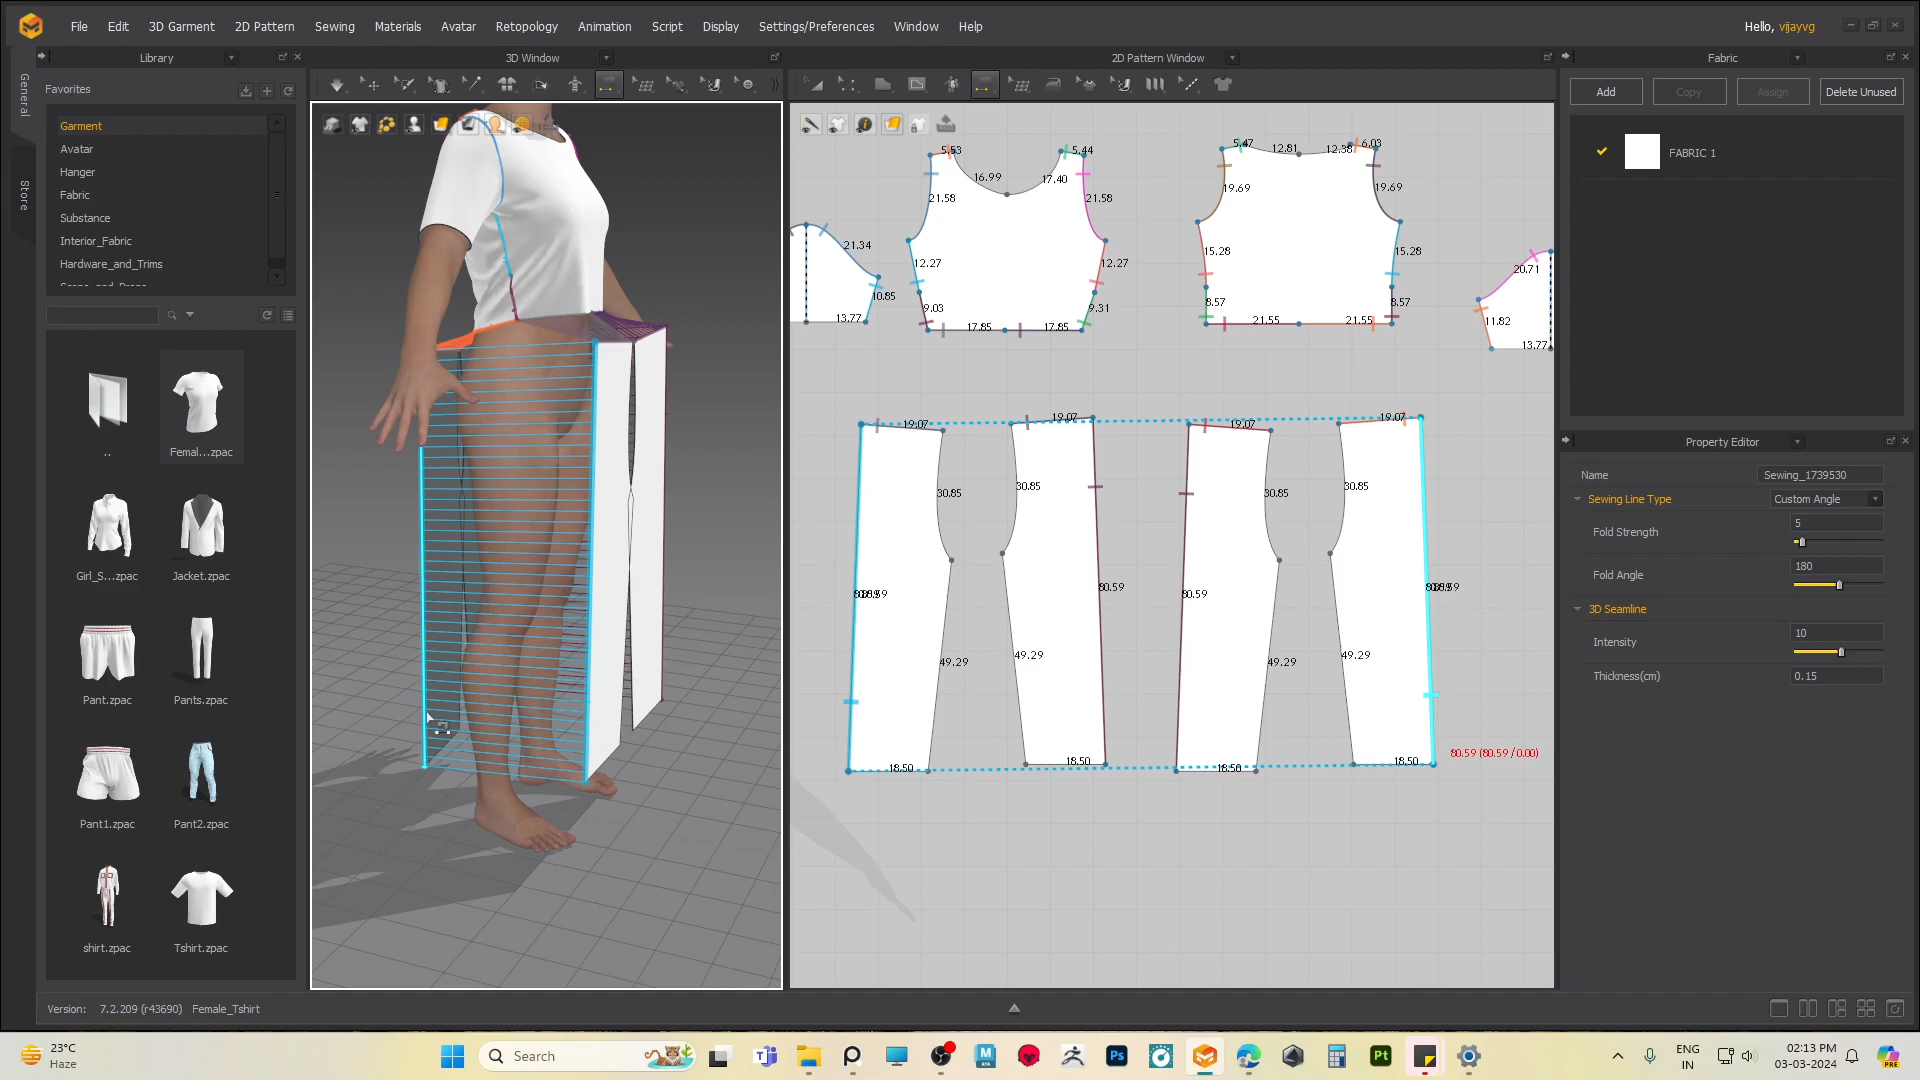 File Edit 3D Garment 2D Pattern Sewing Materials Avatar Retopology Animation Script Display Settings/Preferences Window Help
Hello, vijayvg
Library
3D Window
2D Pattern Window
Fabric
General
Store
Favorites
Garment
Avatar
Hanger
Fabric
Substance
Interior_Fabric
Hardware_and_Trims
..
Femal...zpac
Girl_S...zpac
Jacket.zpac
Pant.zpac
Pants.zpac
Pant1.zpac
Pant2.zpac
shirt.zpac
Tshirt.zpac
5.53
5.44
16.99
17.40
21.58
21.58
12.27
12.27
9.03
9.31
17.85
17.85
5.47
12.81
12.38
6.03
19.69
19.69
15.28
15.28
8.57
8.57
21.55
21.55
21.34
10.85
13.77
20.71
11.82
13.77
19.07
19.07
19.07
19.07
30.85
30.85
30.85
30.85
80.59
80.59
49.29
49.29
49.29
49.29
18.50
18.50
18.50
18.50
80.59 (80.59 / 0.00)
Add
Copy
Assign
Delete Unused
FABRIC 1
Property Editor
Name
Sewing_1739530
Sewing Line Type
Custom Angle
Fold Strength
5
Fold Angle
180
3D Seamline
Intensity
10
Thickness(cm)
0.15
Version: 7.2.209 (r43690) Female_Tshirt
23°C
Haze
Search
ENG
IN
02:13 PM
03-03-2024